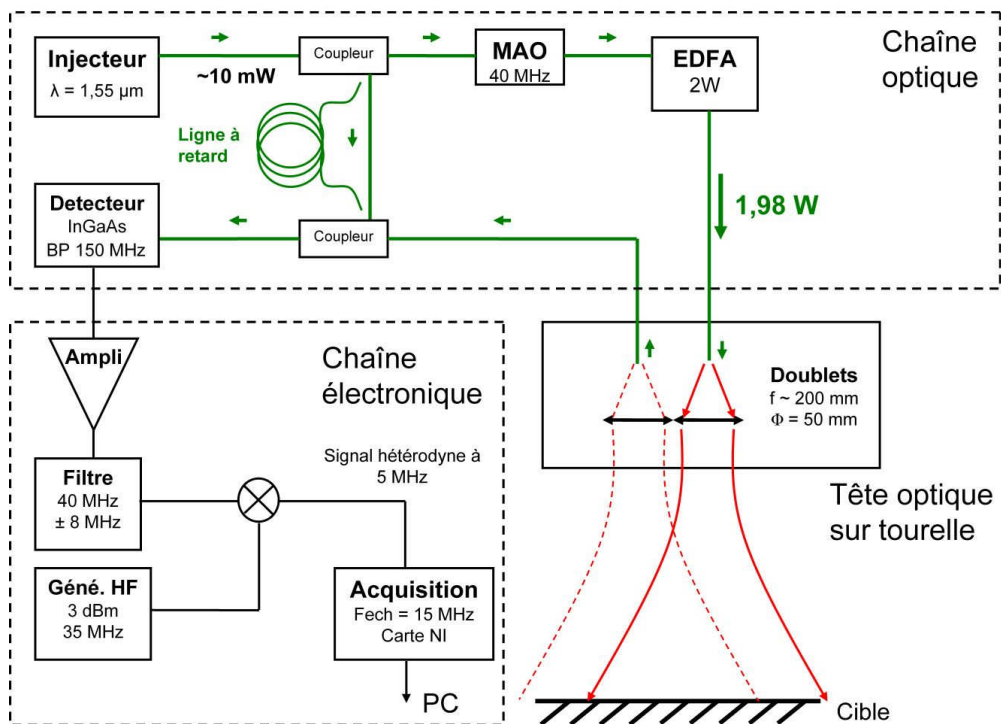 Chaîne
optique
Injecteur
λ = 1,55 µm
~10 mW
Coupleur
MAO
40 MHz
EDFA
2W
Ligne à
retard
1,98 W
Detecteur
InGaAs
BP 150 MHz
Coupleur
Ampli
Chaîne
électronique
Doublets
f ~ 200 mm
Φ = 50 mm
Signal hétérodyne à
5 MHz
Filtre
40 MHz
± 8 MHz
Tête optique
sur tourelle
Géné. HF
3 dBm
35 MHz
Acquisition
Fech = 15 MHz
Carte NI
PC
Cible